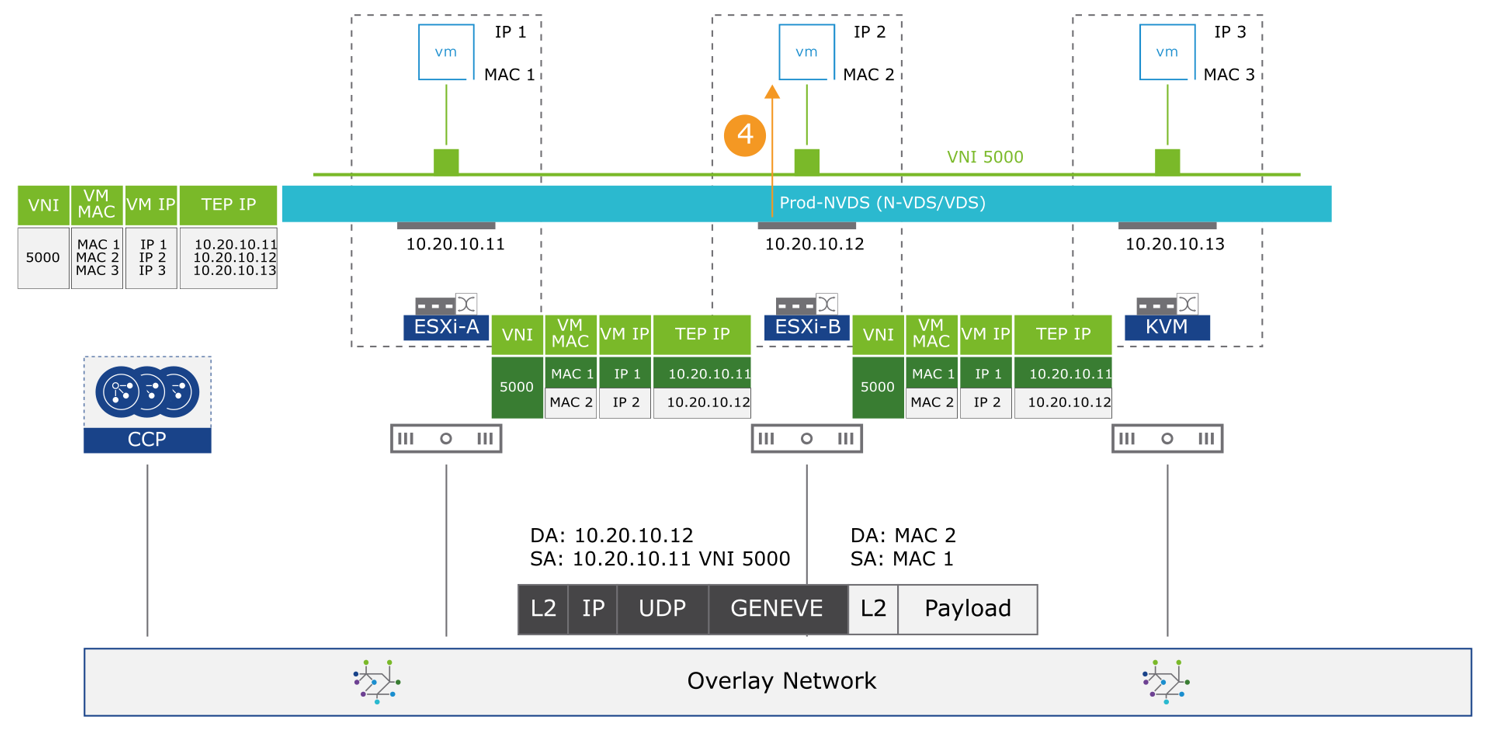 IP 1
vm
MAC 1
IP 2
vm
MAC 2
IP 3
vm
MAC 3
4
VNI 5000
VNI VM MAC VM IP TEP IP
5000 MAC 1 IP 1 10.20.10.11
MAC 2 IP 2 10.20.10.12
MAC 3 IP 3 10.20.10.13
Prod-NVDS (N-VDS/VDS)
10.20.10.11
10.20.10.12
10.20.10.13
ESXi-A
VNI VM MAC VM IP TEP IP
5000 MAC 1 IP 1 10.20.10.11
MAC 2 IP 2 10.20.10.12
ESXi-B
VNI VM MAC VM IP TEP IP
5000 MAC 1 IP 1 10.20.10.11
MAC 2 IP 2 10.20.10.12
KVM
CCP
DA: 10.20.10.12
SA: 10.20.10.11 VNI 5000
DA: MAC 2
SA: MAC 1
L2 IP UDP GENEVE L2 Payload
Overlay Network